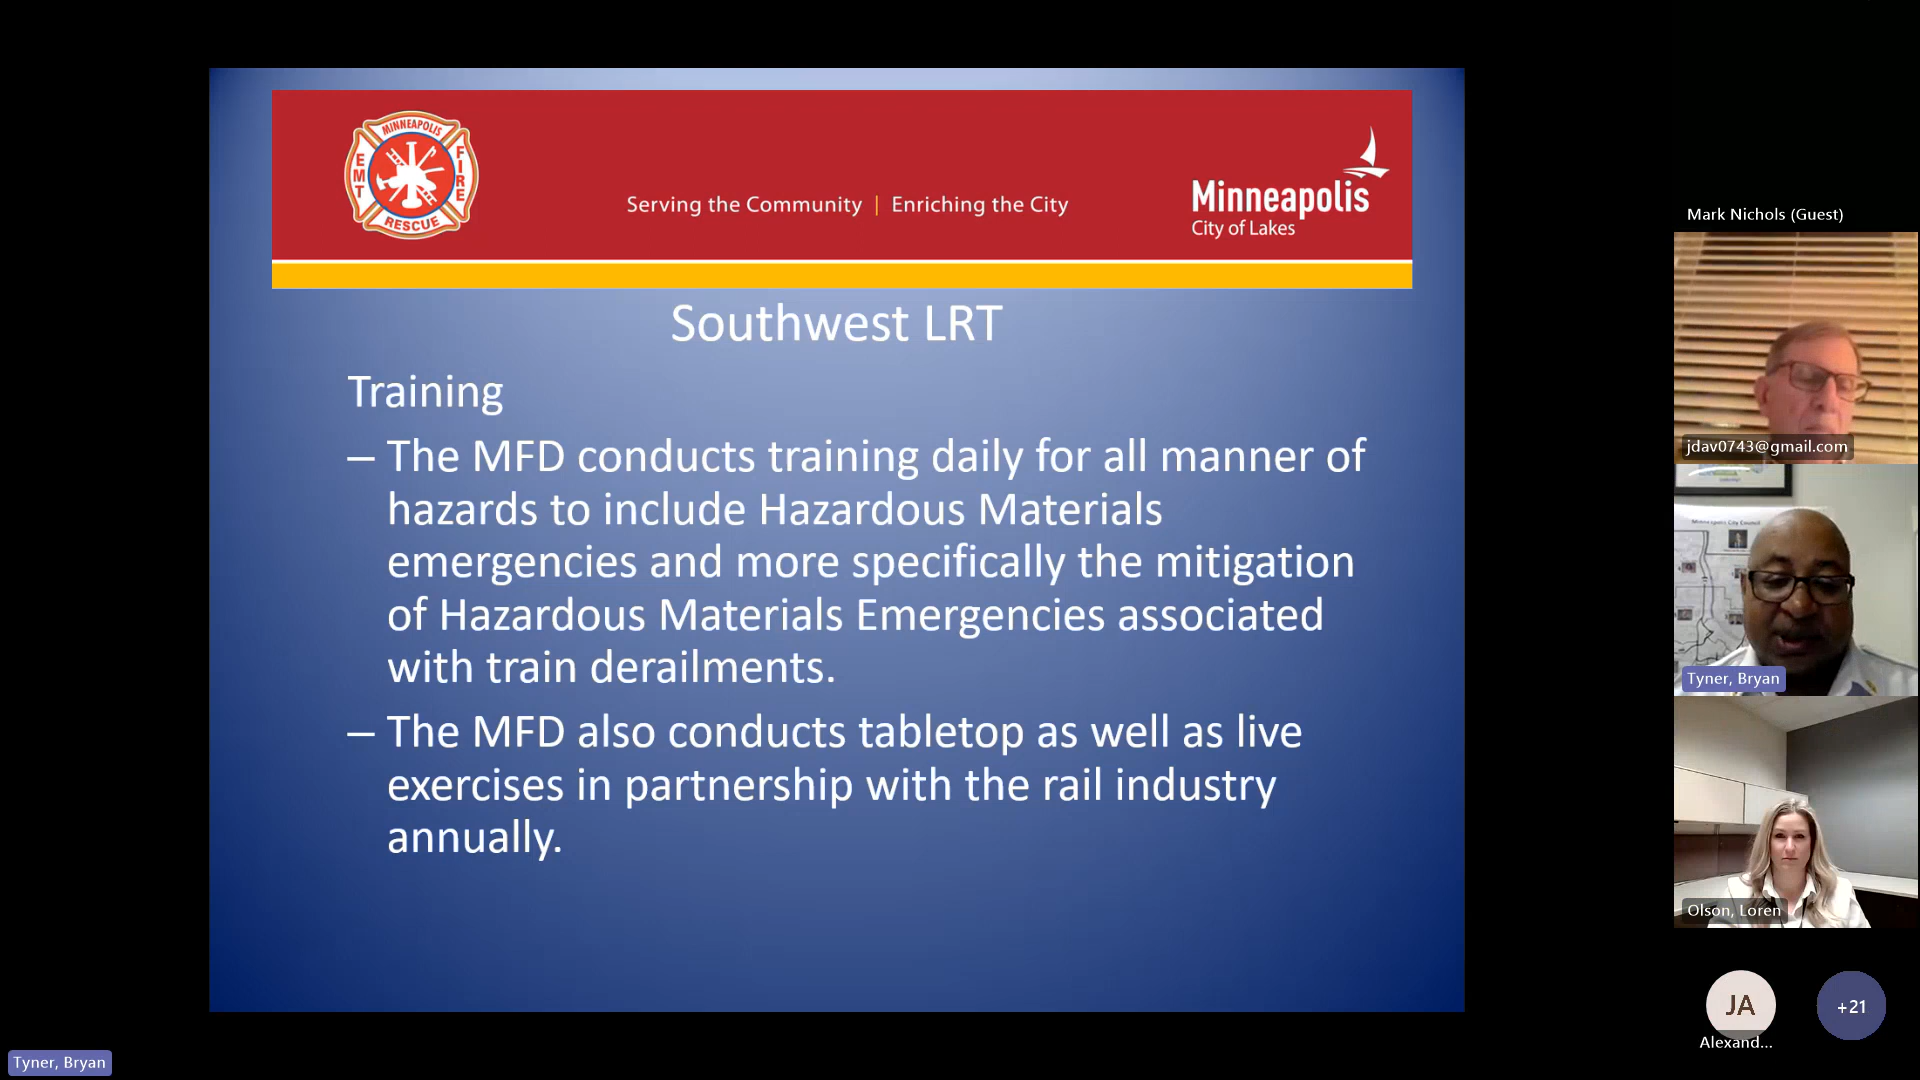 MINNEAPOLIS
EMT
FIRE
RESCUE
Serving the Community | Enriching the City
Minneapolis
City of Lakes
Southwest LRT
Training
– The MFD conducts training daily for all manner of
hazards to include Hazardous Materials
emergencies and more specifically the mitigation
of Hazardous Materials Emergencies associated
with train derailments.
– The MFD also conducts tabletop as well as live
exercises in partnership with the rail industry
annually.
Mark Nichols (Guest)
jdav0743@gmail.com
Minneapolis City Council
Tyner, Bryan
Olson, Loren
JA
Alexand...
+21
Tyner, Bryan